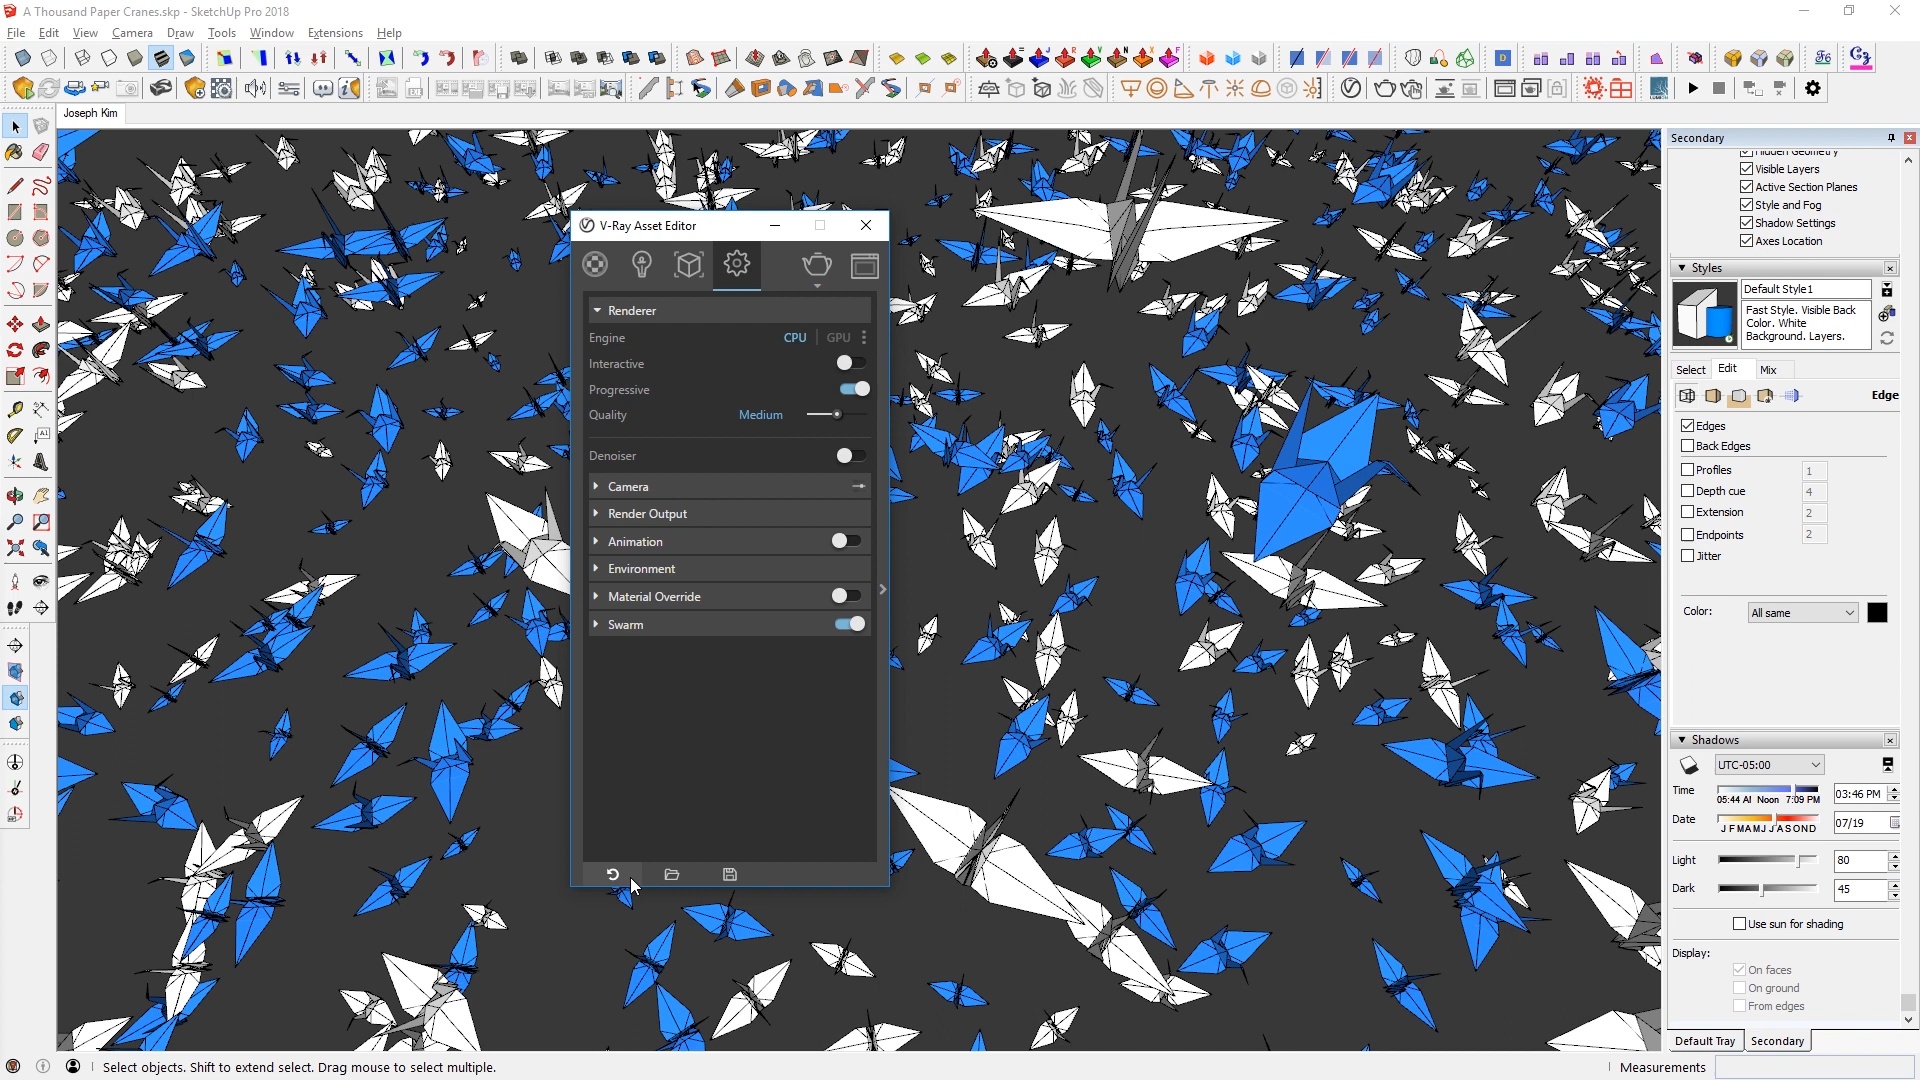 A Thousand Paper Cranes.skp - SketchUp Pro 2018
File Edit View Camera Draw Tools Window Extensions Help
Joseph Kim
V-Ray Asset Editor
Renderer
Engine CPU GPU
Interactive
Progressive
Quality Medium
Denoiser
Camera
Render Output
Animation
Environment
Material Override
Swarm
Secondary
Hidden Geometry
Visible Layers
Active Section Planes
Style and Fog
Shadow Settings
Axes Location
Styles
Default Style1
Fast Style. Visible Back
Color. White
Background. Layers.
Select Edit Mix
Edge
Edges
Back Edges
Profiles 1
Depth cue 4
Extension 2
Endpoints 2
Jitter
Color: All same
Shadows
UTC-05:00
Time 05:44 AM Noon 7:09 PM 03:46 PM
Date J F M A M J J A S O N D 07/19
Light 80
Dark 45
Use sun for shading
Display:
On faces
On ground
From edges
Default Tray Secondary
Select objects. Shift to extend select. Drag mouse to select multiple.
Measurements